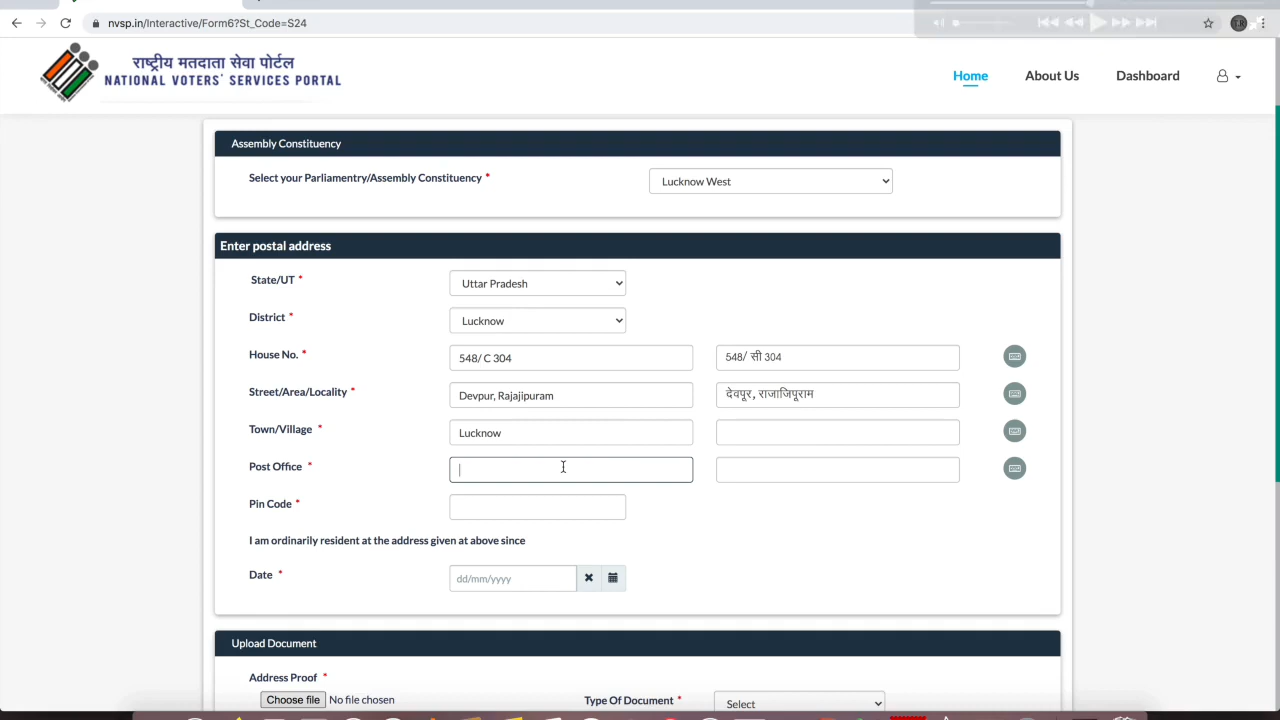 nvsp.in/Interactive/Form6?St_Code=S24
TR
राष्ट्रीय मतदाता सेवा पोर्टल
NATIONAL VOTERS' SERVICES PORTAL
Home
About Us
Dashboard
Assembly Constituency
Select your Parliamentry/Assembly Constituency *
Lucknow West
Enter postal address
State/UT *
Uttar Pradesh
District *
Lucknow
House No. *
548/ C 304
548/ सी 304
Street/Area/Locality *
Devpur, Rajajipuram
देवपूर, राजाजिपूराम
Town/Village *
Lucknow
Post Office *
Pin Code *
I am ordinarily resident at the address given at above since
Date *
dd/mm/yyyy
Upload Document
Address Proof *
Choose file No file chosen
Type Of Document *
Select